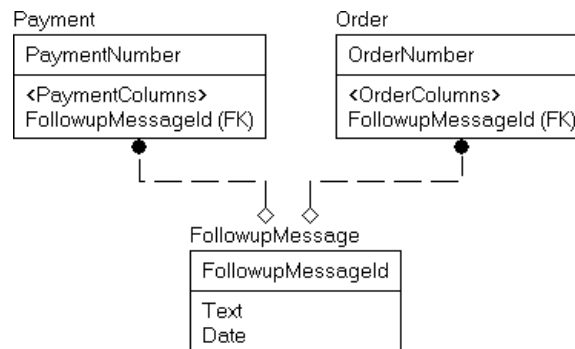 Payment
PaymentNumber
<PaymentColumns>
FollowupMessageId (FK)
Order
OrderNumber
<OrderColumns>
FollowupMessageId (FK)
FollowupMessage
FollowupMessageId
Text
Date